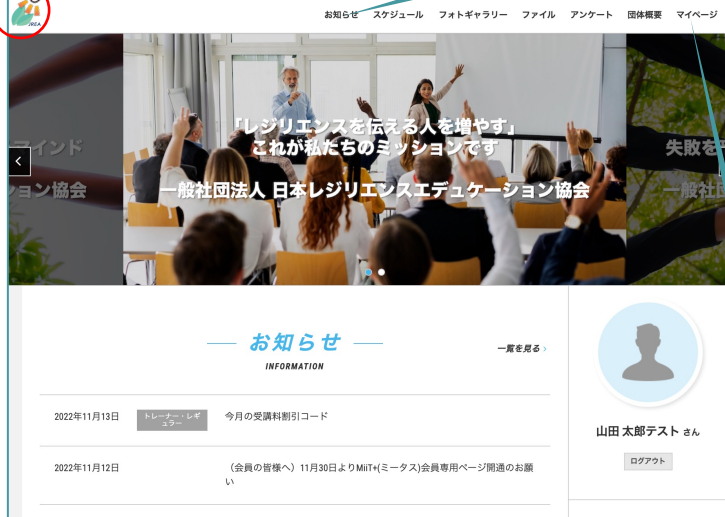 JREA
お知らせ スケジュール フォトギャラリー ファイル アンケート 団体概要 マイページ
マインド
「レジリエンスを伝える人を増やす」
これが私たちのミッションです
失敗を
ション協会
一般社団法人 日本レジリエンスエデュケーション協会
一般社団
お知らせ
一覧を見る
INFORMATION
2022年11月13日 トレーナー・レギ
ュラー 今月の受講料割引コード
山田 太郎テスト さん
ログアウト
2022年11月12日 （会員の皆様へ）11月30日よりMiiT+(ミータス)会員専用ページ開通のお願
い